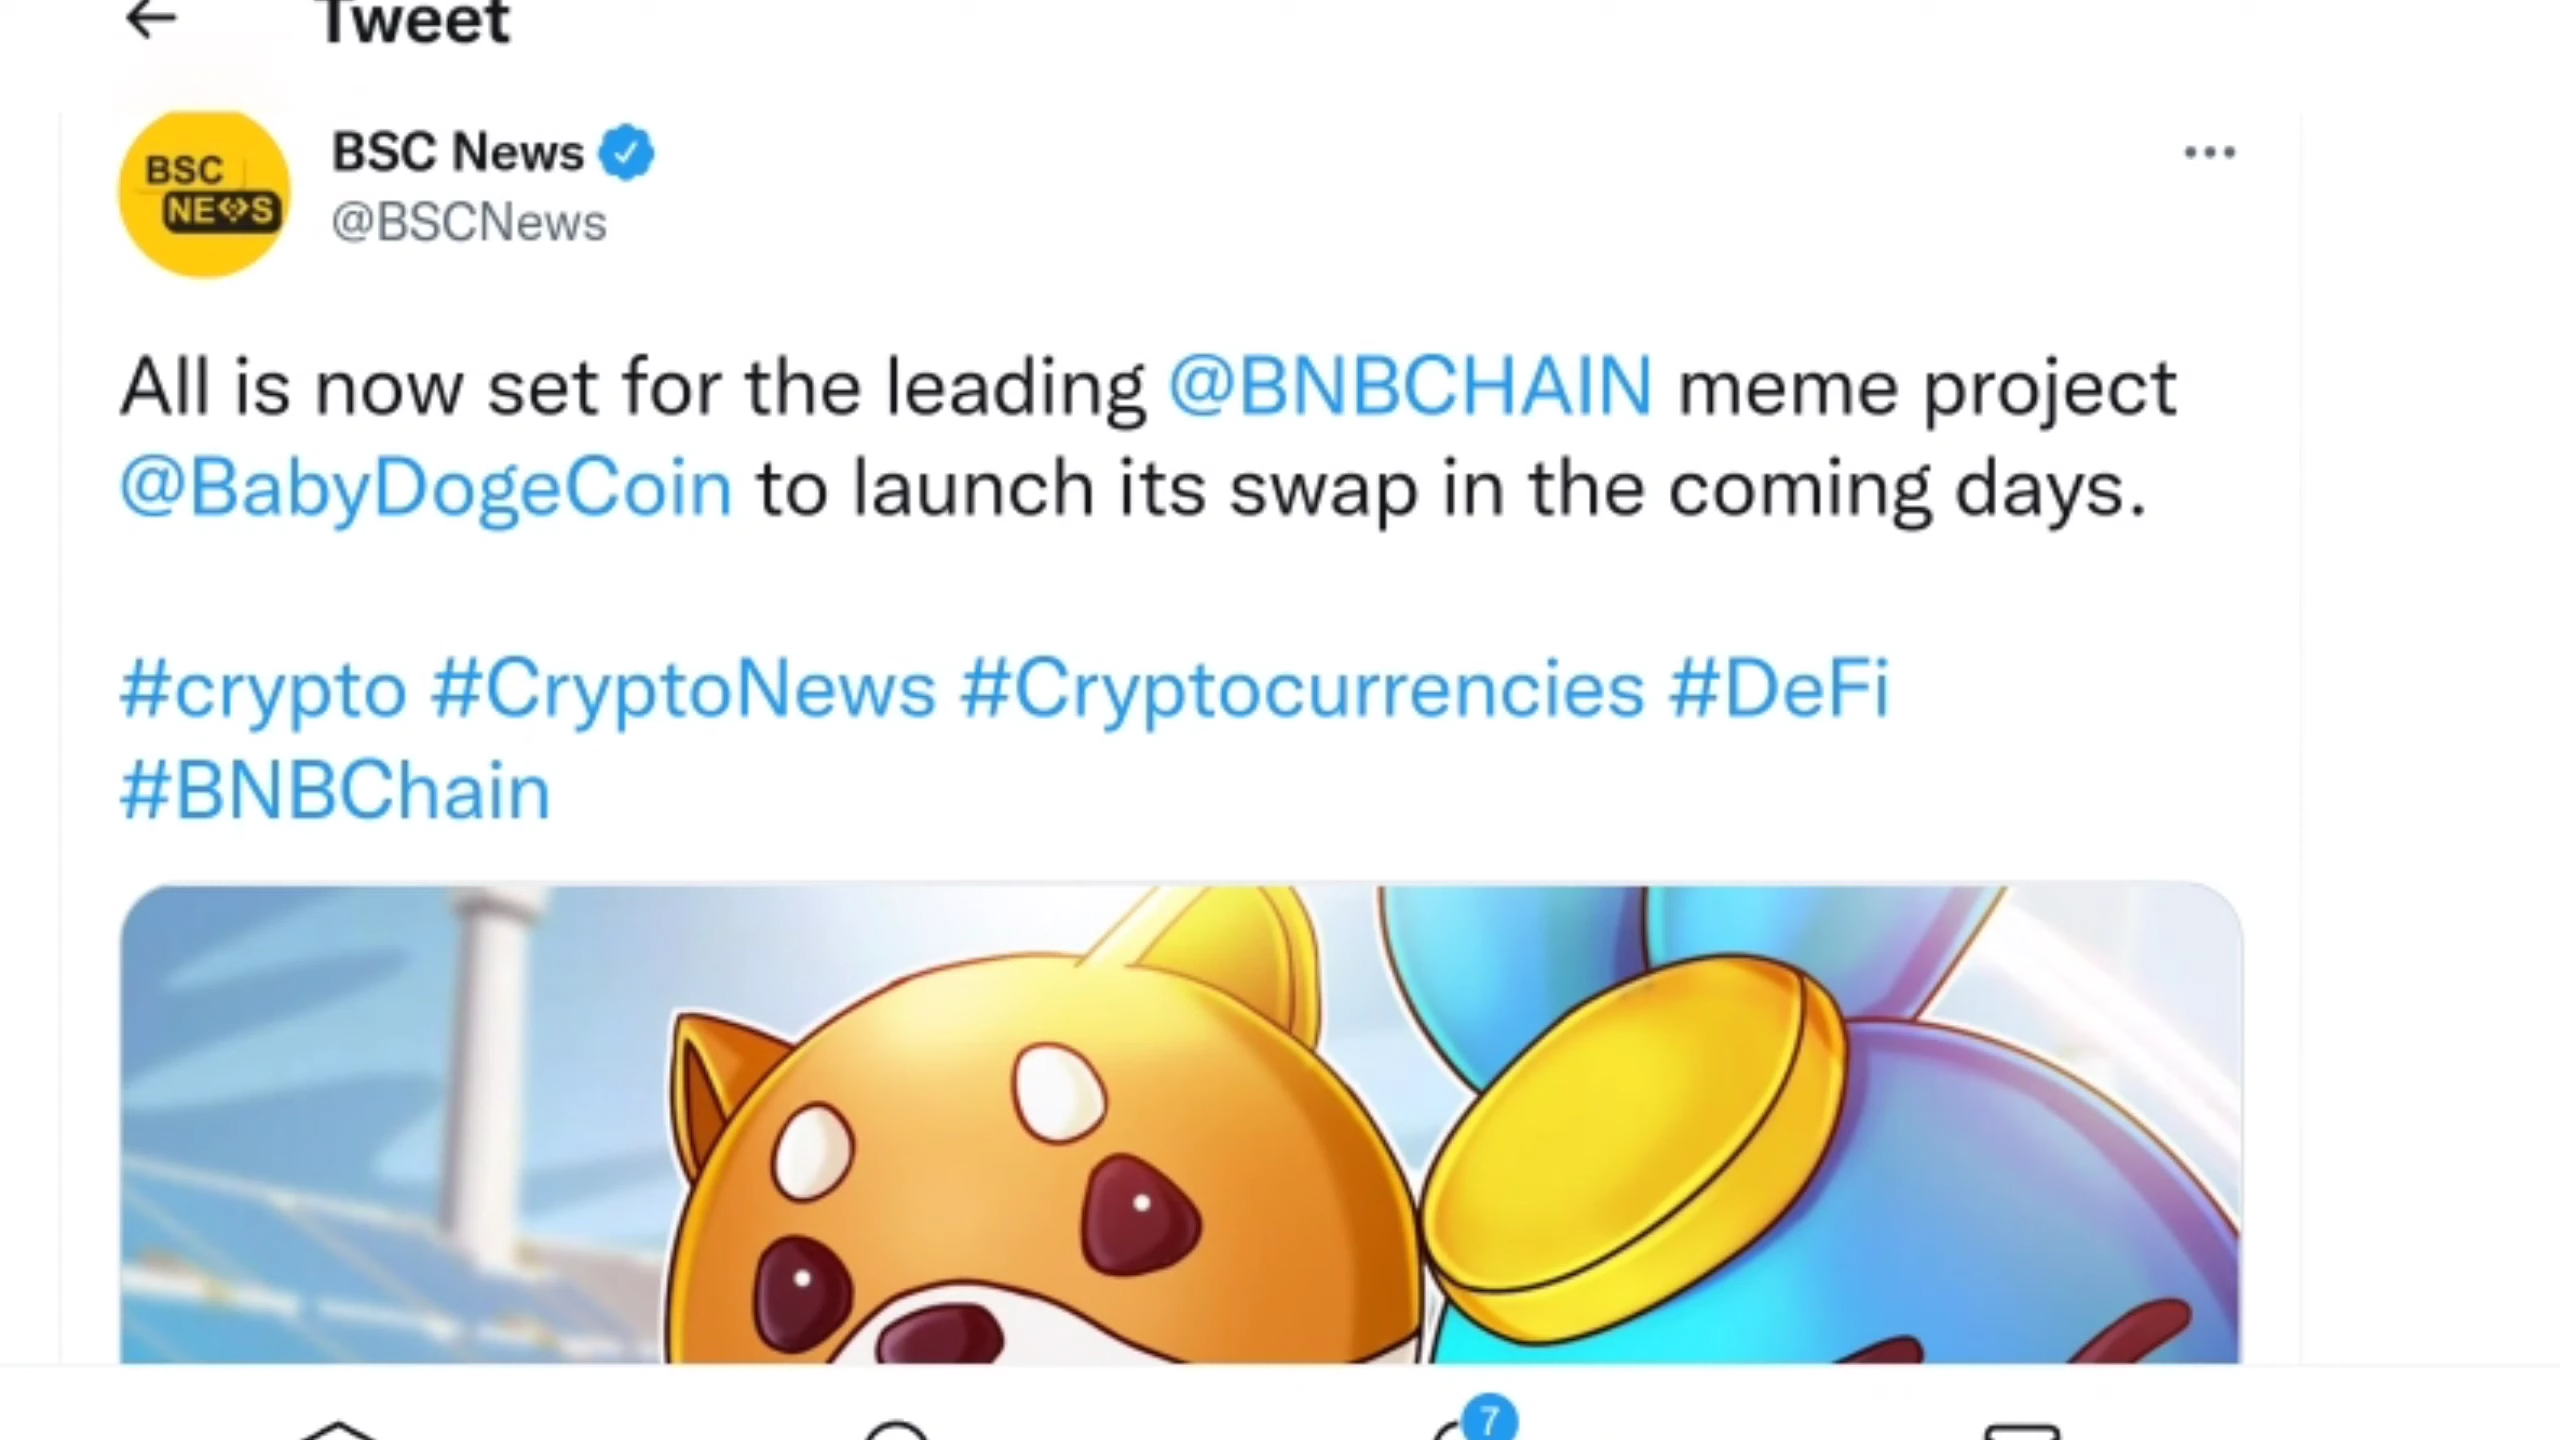 Tweet
BSC
NEWS
BSC News
@BSCNews
All is now set for the leading @BNBCHAIN meme project
@BabyDogeCoin to launch its swap in the coming days.
#crypto #CryptoNews #Cryptocurrencies #DeFi
#BNBChain
7